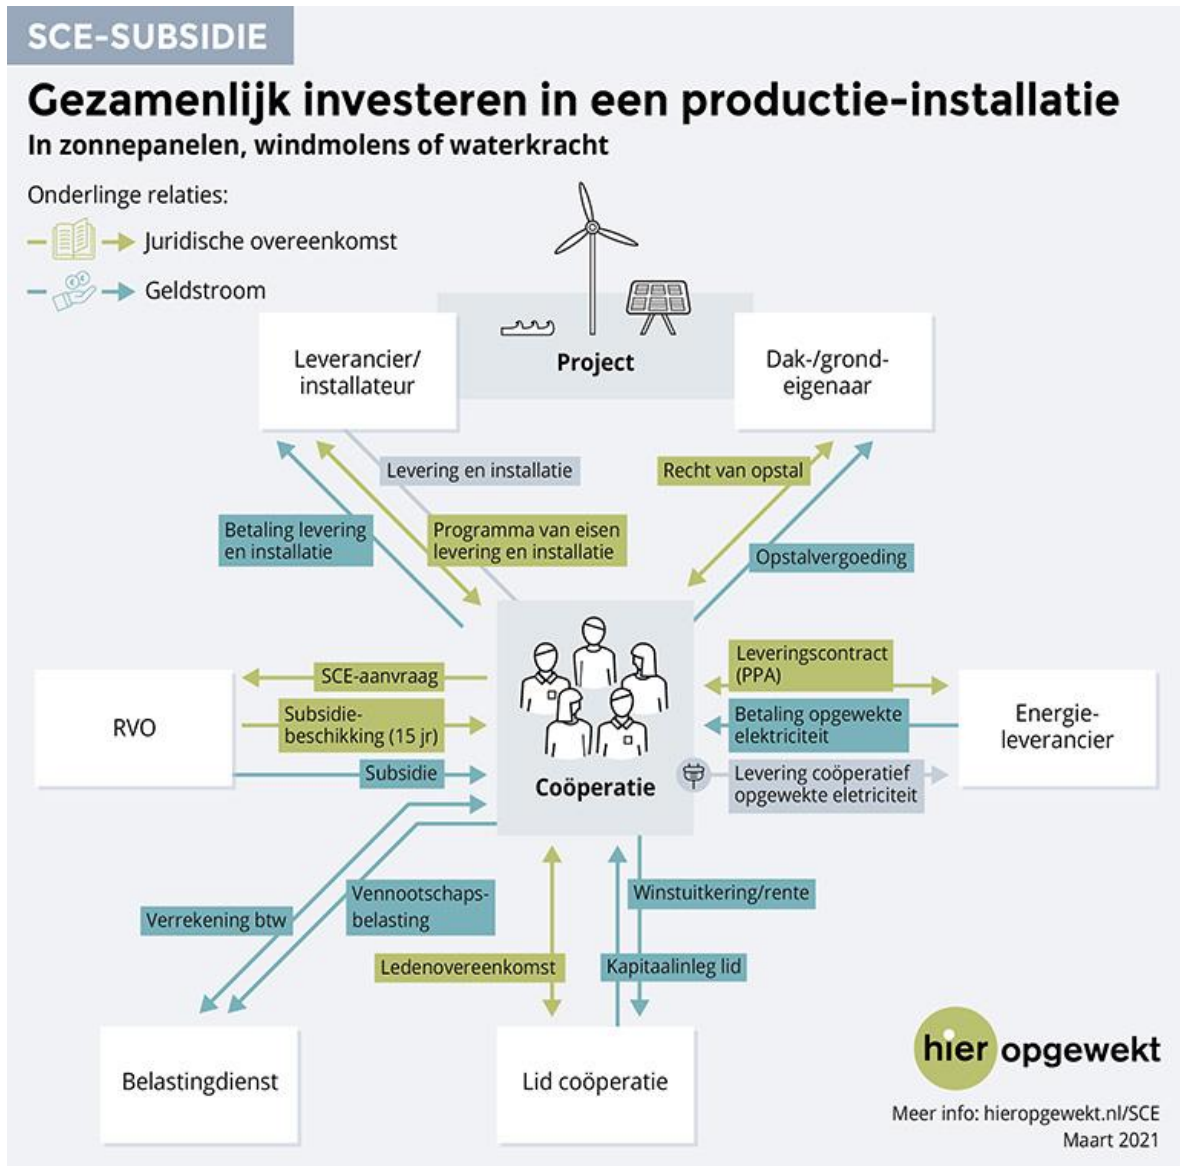 SCE-SUBSIDIE
Gezamenlijk investeren in een productie-installatie
In zonnepanelen, windmolens of waterkracht
Onderlinge relaties:
Juridische overeenkomst
Geldstroom
Project
Leverancier/
installateur
Dak-/grond-
eigenaar
Levering en installatie
Recht van opstal
Betaling levering
en installatie
Programma van eisen
levering en installatie
Opstalvergoeding
RVO
SCE-aanvraag
Subsidie-
beschikking (15 jr)
Subsidie
Coöperatie
Leveringscontract
(PPA)
Betaling opgewekte
elektriciteit
Levering coöperatief
opgewekte eletriciteit
Energie-
leverancier
Verrekening btw
Vennootschaps-
belasting
Winstuitkering/rente
Ledenovereenkomst
Kapitaalinleg lid
Belastingdienst
Lid coöperatie
hier opgewekt
Meer info: hieropgewekt.nl/SCE
Maart 2021